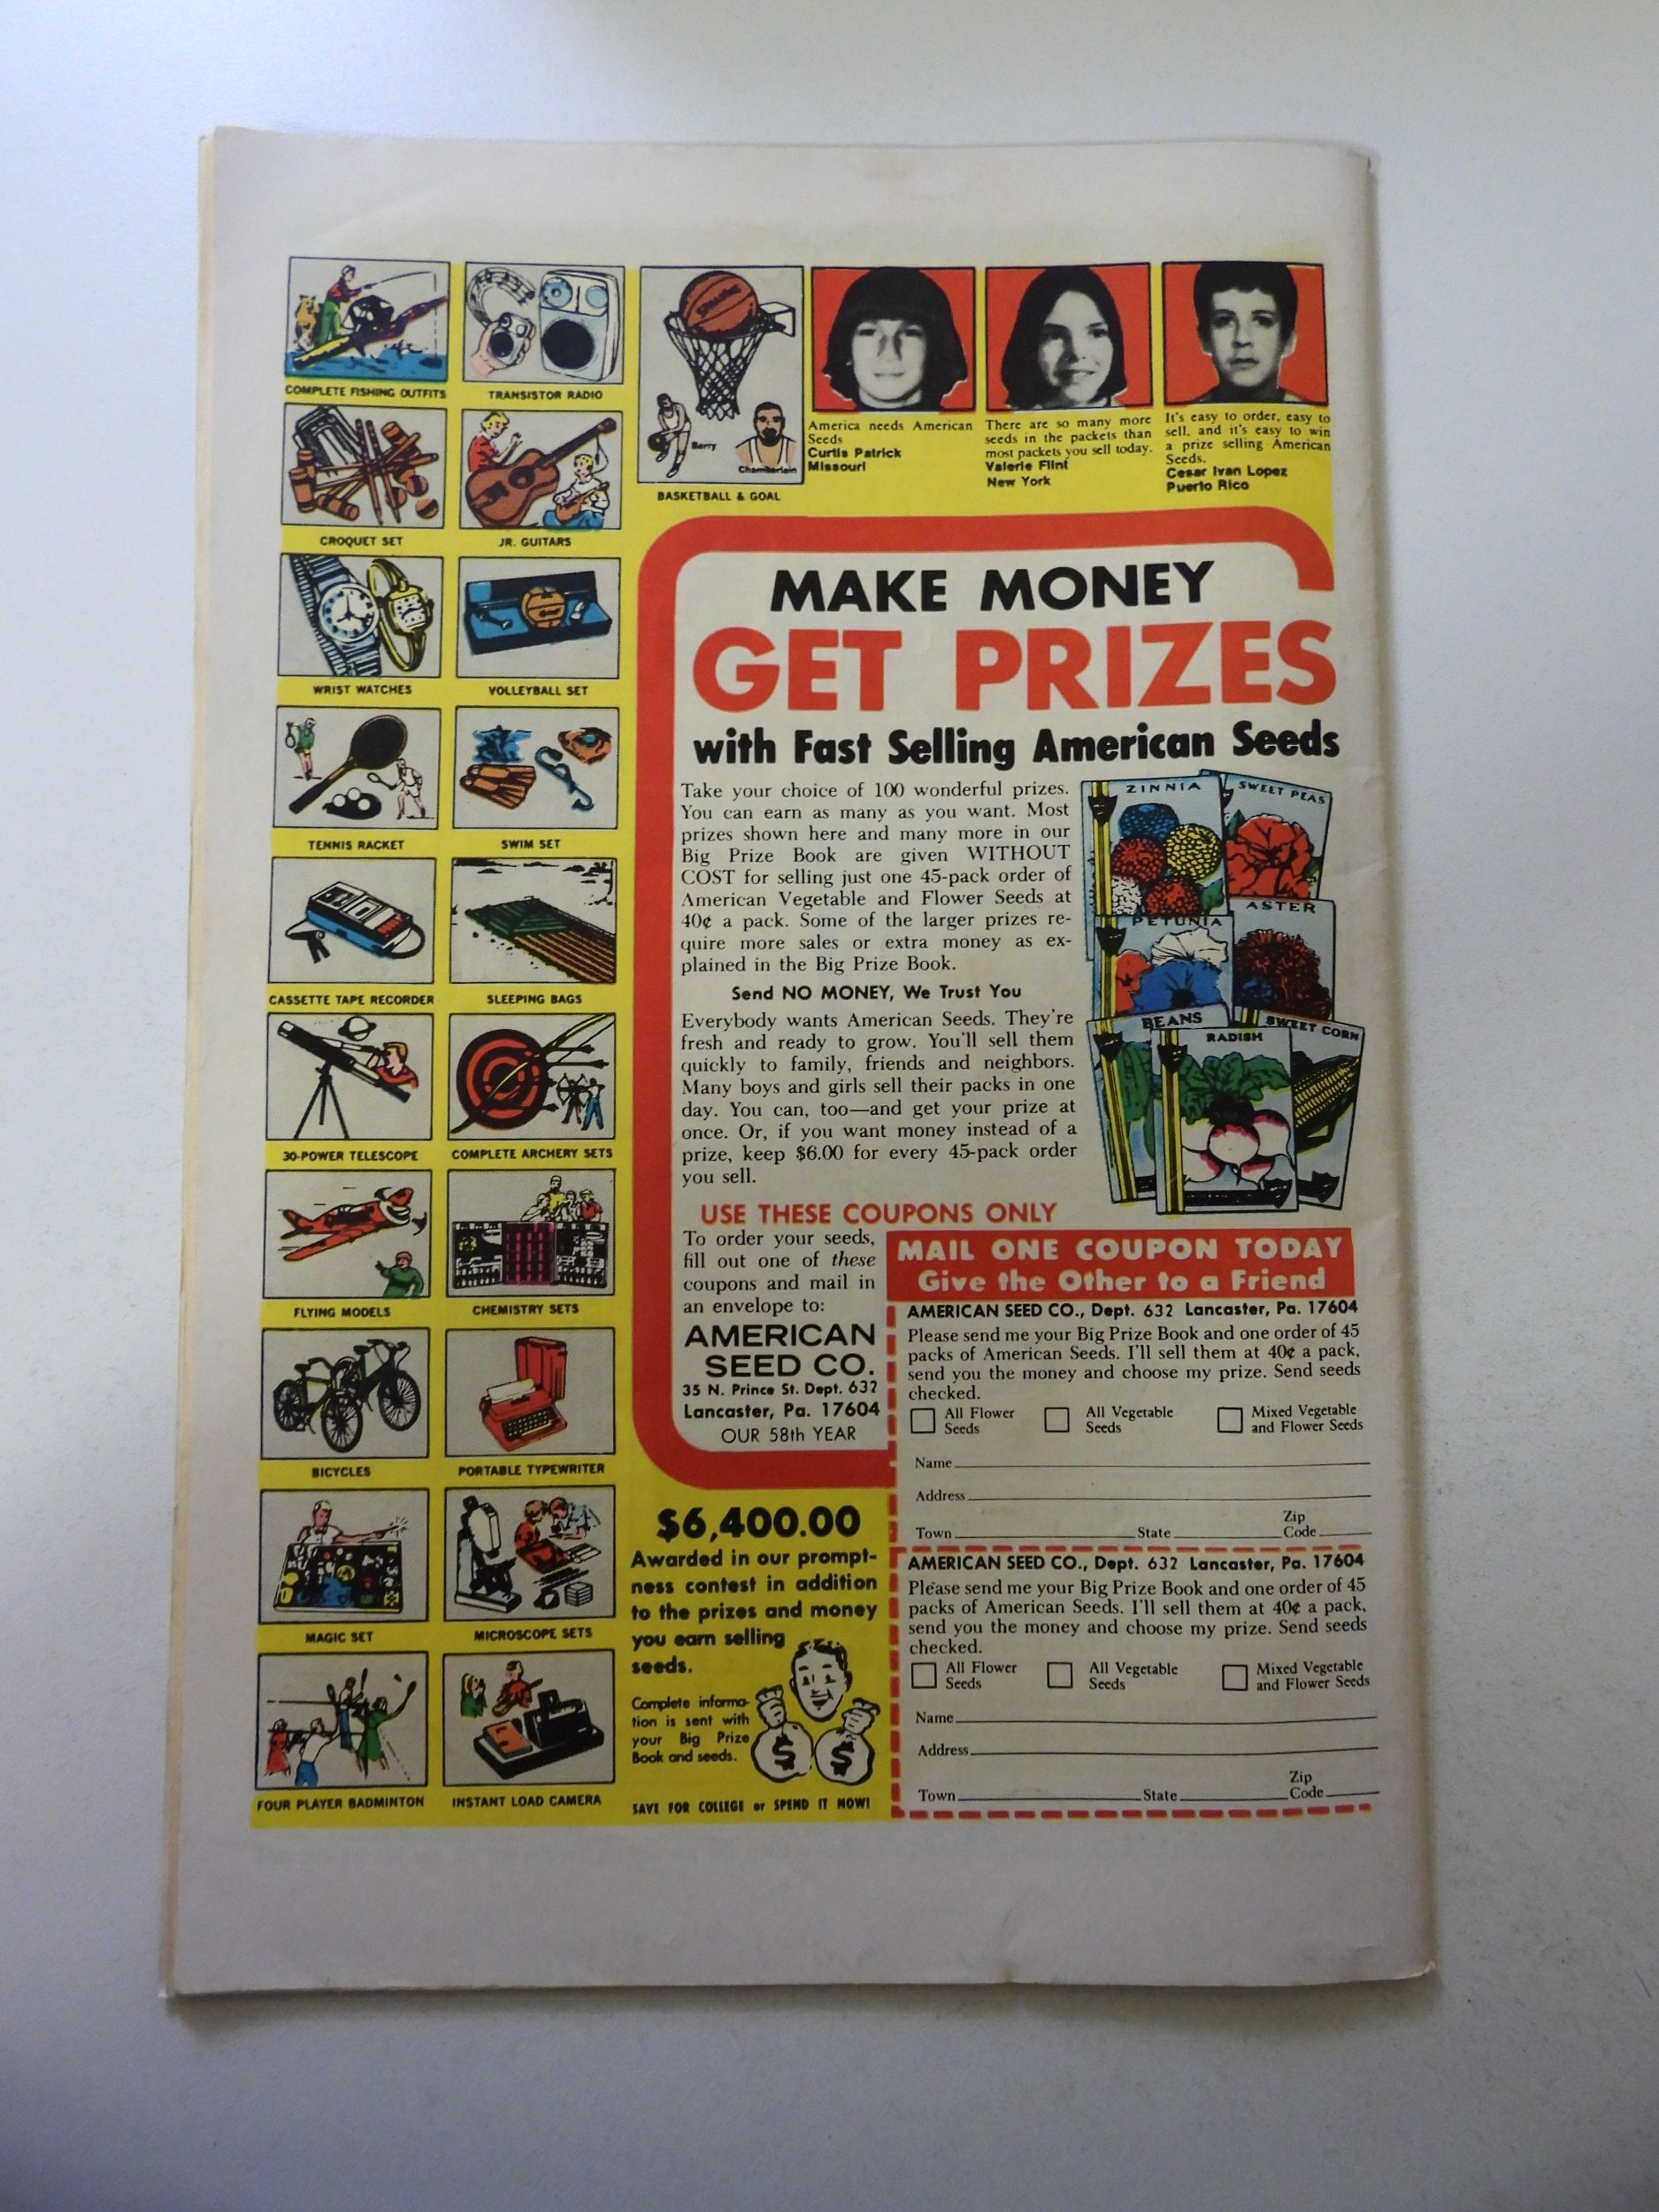 COMPLETE FISHING OUTFITS
TRANSISTOR RADIO
CROQUET SET
JR. GUITARS
WRIST WATCHES
VOLLEYBALL SET
TENNIS RACKET
SWIM SET
CASSETTE TAPE RECORDER
SLEEPING BAGS
30-POWER TELESCOPE
COMPLETE ARCHERY SETS
FLYING MODELS
CHEMISTRY SETS
BICYCLES
PORTABLE TYPEWRITER
MAGIC SET
MICROSCOPE SETS
FOUR PLAYER BADMINTON
INSTANT LOAD CAMERA
Barry
Chamberlain
BASKETBALL & GOAL
America needs American
Seeds
Curtis Patrick
Missouri
There are so many more
seeds in the packets than
most packets you sell today.
Valerie Flint
New York
It's easy to order, easy to
sell, and it's easy to win
a prize selling American
Seeds.
Cesar Ivan Lopez
Puerto Rico
MAKE MONEY
GET PRIZES
with Fast Selling American Seeds
Take your choice of 100 wonderful prizes.
You can earn as many as you want. Most
prizes shown here and many more in our
Big Prize Book are given WITHOUT
COST for selling just one 45-pack order of
American Vegetable and Flower Seeds at
40¢ a pack. Some of the larger prizes re-
quire more sales or extra money as ex-
plained in the Big Prize Book.
Send NO MONEY, We Trust You
Everybody wants American Seeds. They're
fresh and ready to grow. You'll sell them
quickly to family, friends and neighbors.
Many boys and girls sell their packs in one
day. You can, too—and get your prize at
once. Or, if you want money instead of a
prize, keep $6.00 for every 45-pack order
you sell.
ZINNIA
SWEET PEAS
PETUNIA
ASTER
BEANS
RADISH
SWEET CORN
USE THESE COUPONS ONLY
To order your seeds,
fill out one of these
coupons and mail in
an envelope to:
AMERICAN
SEED CO.
35 N. Prince St. Dept. 632
Lancaster, Pa. 17604
OUR 58th YEAR
$6,400.00
Awarded in our prompt-
ness contest in addition
to the prizes and money
you earn selling
seeds.
Complete informa-
tion is sent with
your Big Prize
Book and seeds.
$ $
SAVE FOR COLLEGE or SPEND IT NOW!
MAIL ONE COUPON TODAY
Give the Other to a Friend
AMERICAN SEED CO., Dept. 632 Lancaster, Pa. 17604
Please send me your Big Prize Book and one order of 45
packs of American Seeds. I'll sell them at 40¢ a pack,
send you the money and choose my prize. Send seeds
checked.
All Flower Seeds
All Vegetable Seeds
Mixed Vegetable and Flower Seeds
Name
Address
Town State Zip Code
AMERICAN SEED CO., Dept. 632 Lancaster, Pa. 17604
Please send me your Big Prize Book and one order of 45
packs of American Seeds. I'll sell them at 40¢ a pack,
send you the money and choose my prize. Send seeds
checked.
All Flower Seeds
All Vegetable Seeds
Mixed Vegetable and Flower Seeds
Name
Address
Town State Zip Code